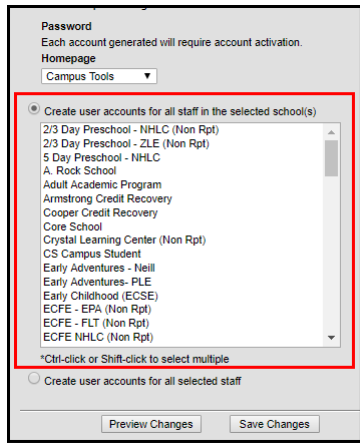 Password
Each account generated will require account activation.
Homepage
Campus Tools
Create user accounts for all staff in the selected school(s)
2/3 Day Preschool - NHLC (Non Rpt)
2/3 Day Preschool - ZLE (Non Rpt)
5 Day Preschool - NHLC
A. Rock School
Adult Academic Program
Armstrong Credit Recovery
Cooper Credit Recovery
Core School
Crystal Learning Center (Non Rpt)
CS Campus Student
Early Adventures - Neill
Early Adventures- PLE
Early Childhood (ECSE)
ECFE - EPA (Non Rpt)
ECFE - FLT (Non Rpt)
ECFE NHLC (Non Rpt)
*Ctrl-click or Shift-click to select multiple
Create user accounts for all selected staff
Preview Changes Save Changes